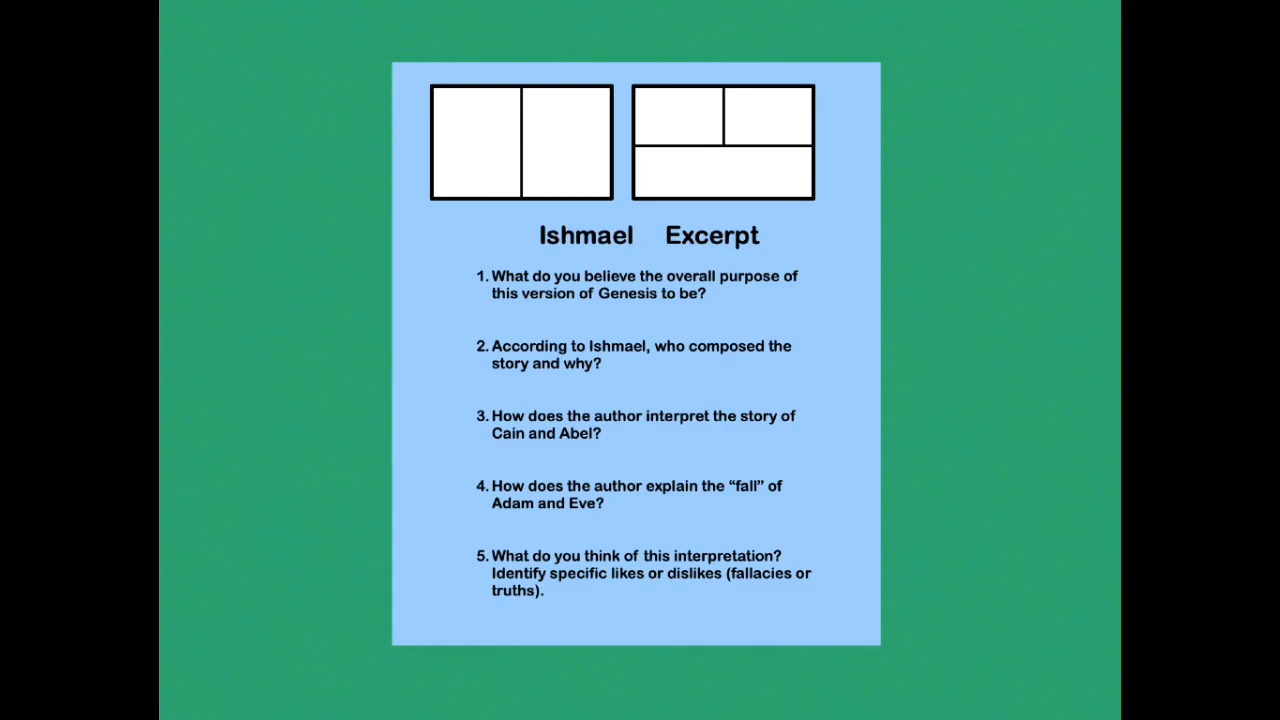 Ishmael Excerpt
1. What do you believe the overall purpose of
this version of Genesis to be?
2. According to Ishmael, who composed the
story and why?
3. How does the author interpret the story of
Cain and Abel?
4. How does the author explain the “fall” of
Adam and Eve?
5. What do you think of this interpretation?
Identify specific likes or dislikes (fallacies or
truths).